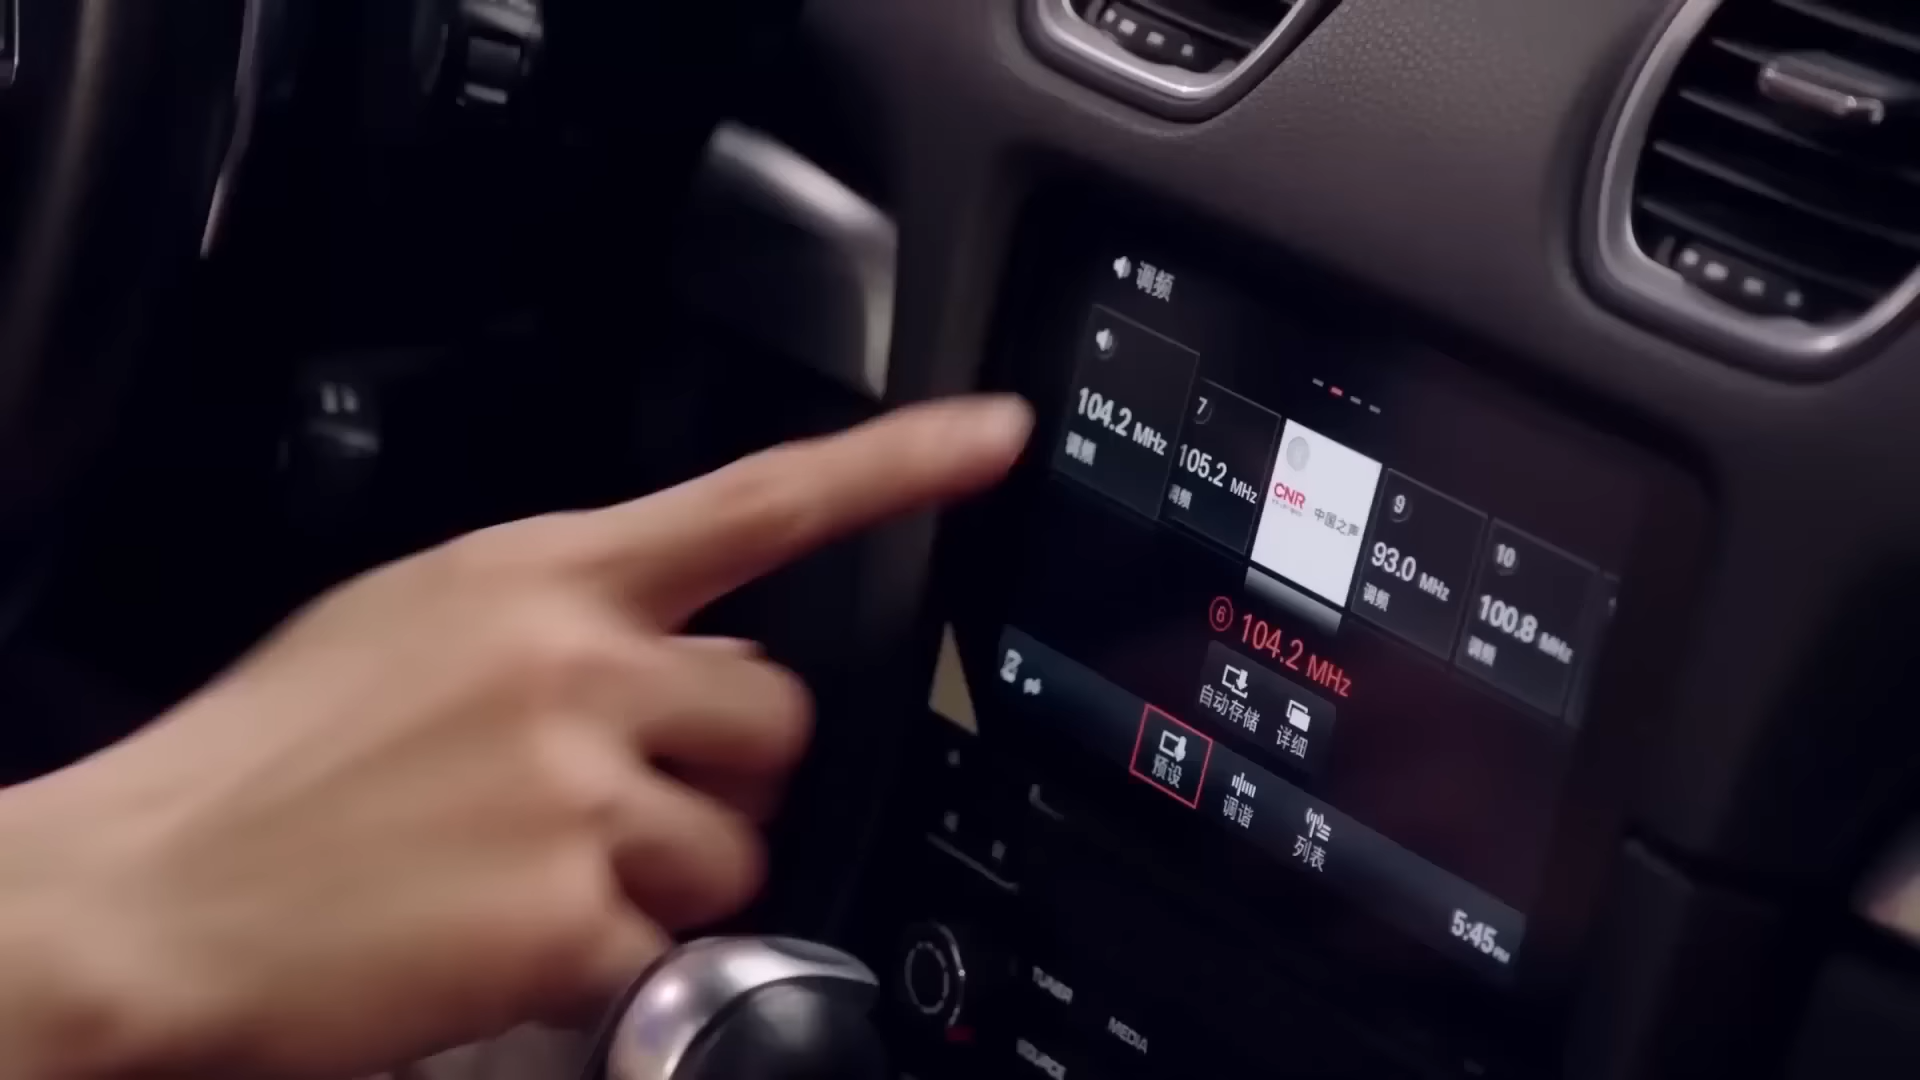 调频
104.2 MHz
调频
7
105.2 MHz
调频
CNR
中国之声
9
93.0 MHz
调频
10
100.8 MHz
调频
6 104.2 MHz
自动存储
详细
预设
调谐
列表
5:45 PM
TUNER
MEDIA
SOURCE